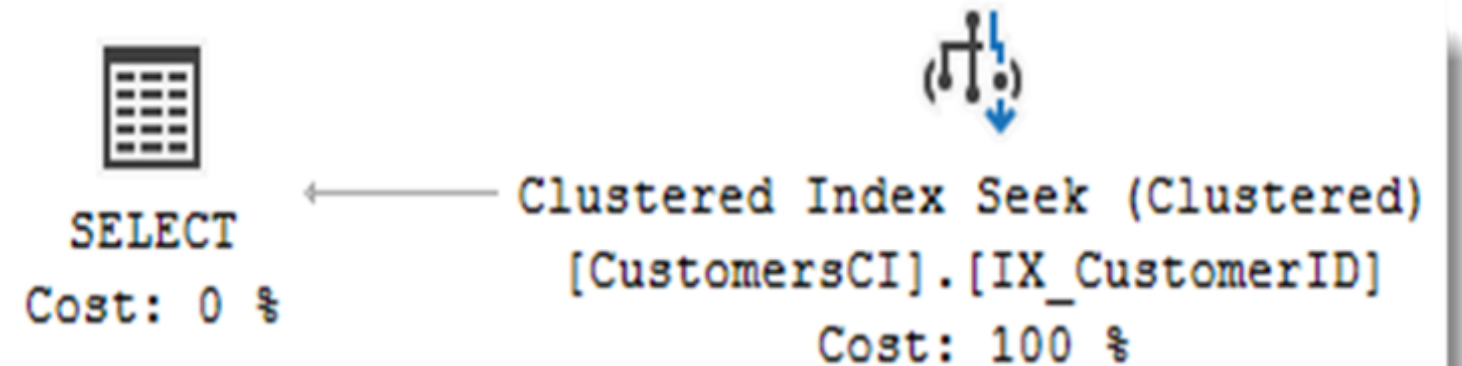 SELECT
Cost: 0 %
Clustered Index Seek (Clustered)
[CustomersCI].[IX_CustomerID]
Cost: 100 %